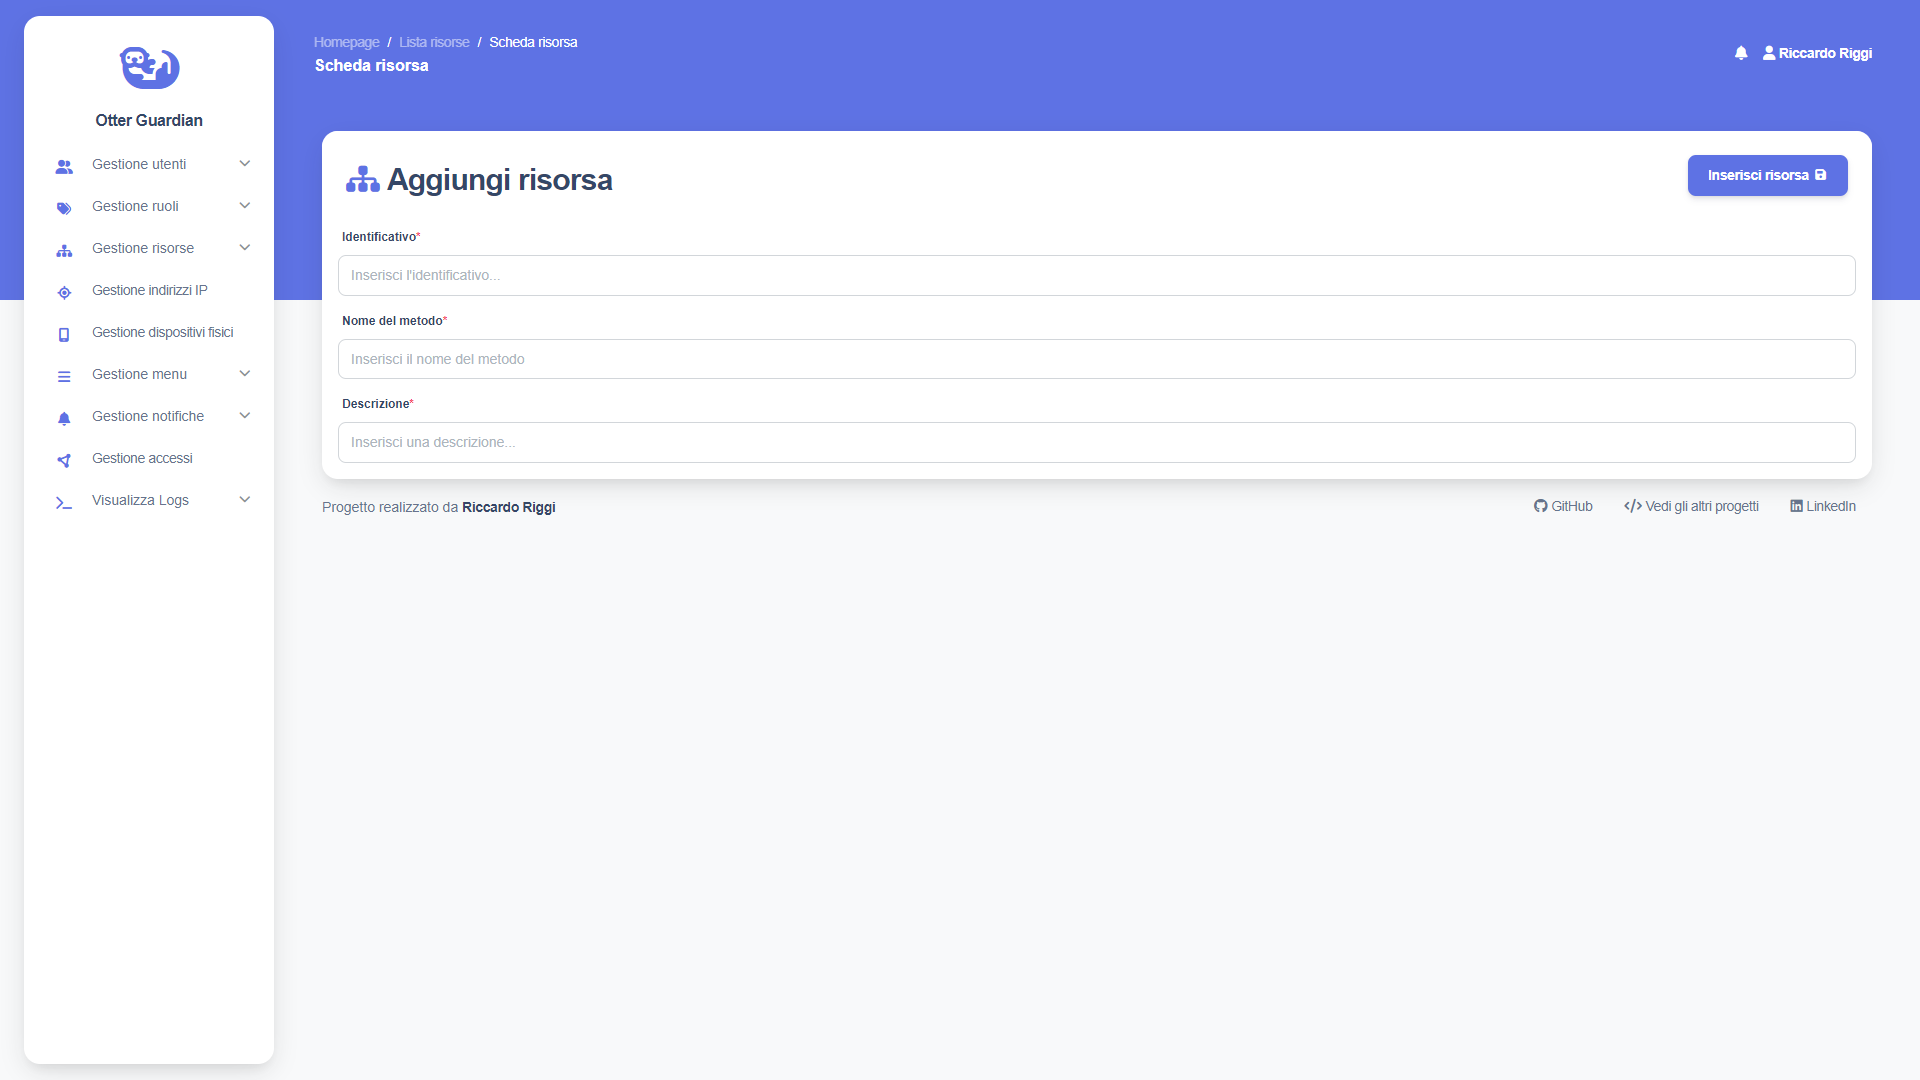 Otter Guardian
Gestione utenti
Gestione ruoli
Gestione risorse
Gestione indirizzi IP
Gestione dispositivi fisici
Gestione menu
Gestione notifiche
Gestione accessi
Visualizza Logs
Homepage / Lista risorse / Scheda risorsa
Scheda risorsa
Riccardo Riggi
Aggiungi risorsa
Inserisci risorsa
Identificativo*
Inserisci l'identificativo...
Nome del metodo*
Inserisci il nome del metodo
Descrizione*
Inserisci una descrizione...
Progetto realizzato da Riccardo Riggi
GitHub
Vedi gli altri progetti
LinkedIn